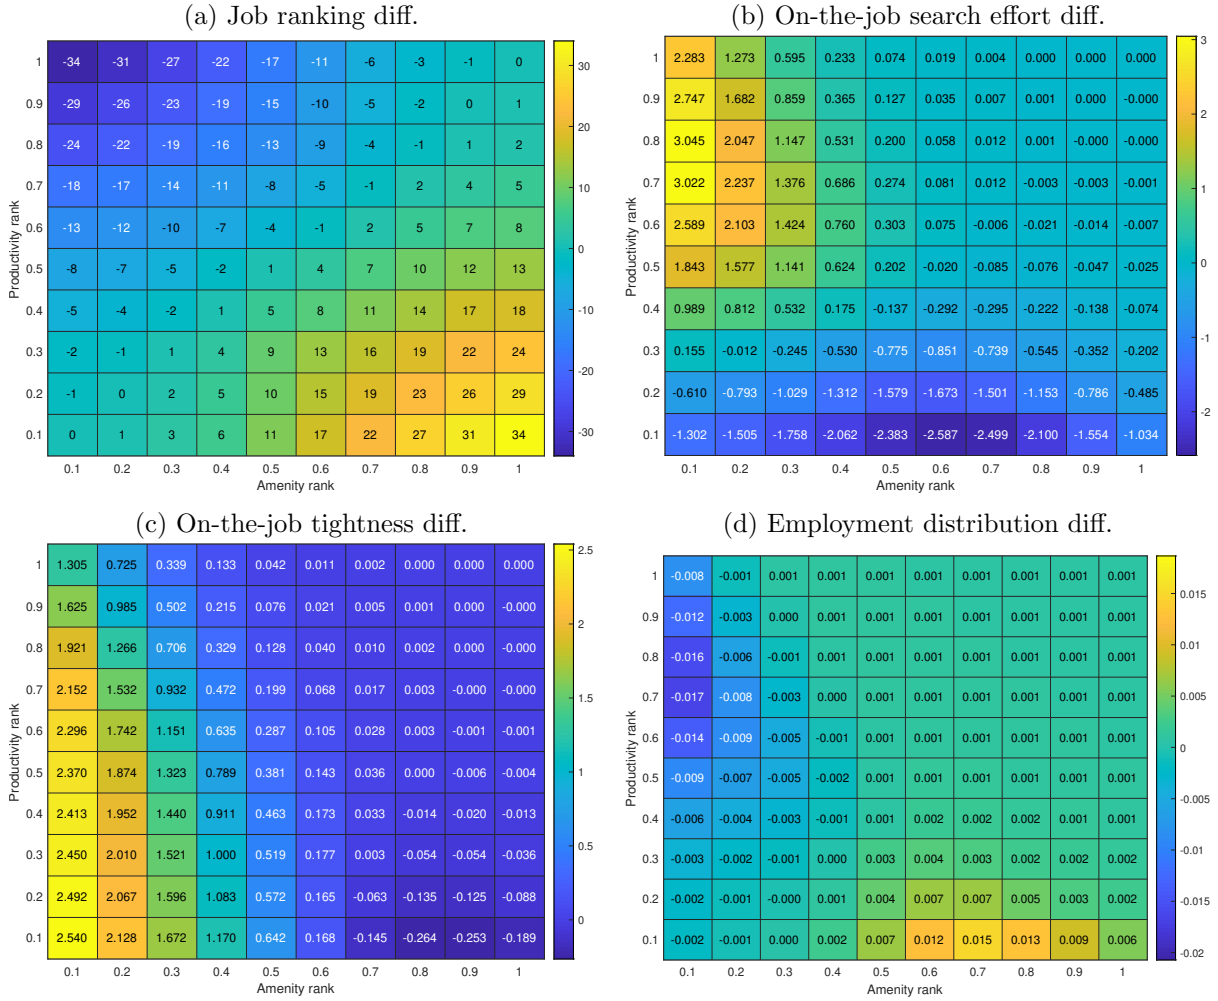 (a) Job ranking diff.
Productivity rank
1 -34 -31 -27 -22 -17 -11 -6 -3 -1 0
0.9 -29 -26 -23 -19 -15 -10 -5 -2 0 1
0.8 -24 -22 -19 -16 -13 -9 -4 -1 1 2
0.7 -18 -17 -14 -11 -8 -5 -1 2 4 5
0.6 -13 -12 -10 -7 -4 -1 2 5 7 8
0.5 -8 -7 -5 -2 1 4 7 10 12 13
0.4 -5 -4 -2 1 5 8 11 14 17 18
0.3 -2 -1 1 4 9 13 16 19 22 24
0.2 -1 0 2 5 10 15 19 23 26 29
0.1 0 1 3 6 11 17 22 27 31 34
0.1 0.2 0.3 0.4 0.5 0.6 0.7 0.8 0.9 1
Amenity rank
30
20
10
0
-10
-20
-30
(b) On-the-job search effort diff.
Productivity rank
1 2.283 1.273 0.595 0.233 0.074 0.019 0.004 0.000 0.000 0.000
0.9 2.747 1.682 0.859 0.365 0.127 0.035 0.007 0.001 0.000 -0.000
0.8 3.045 2.047 1.147 0.531 0.200 0.058 0.012 0.001 -0.000 -0.000
0.7 3.022 2.237 1.376 0.686 0.274 0.081 0.012 -0.003 -0.003 -0.001
0.6 2.589 2.103 1.424 0.760 0.303 0.075 -0.006 -0.021 -0.014 -0.007
0.5 1.843 1.577 1.141 0.624 0.202 -0.020 -0.085 -0.076 -0.047 -0.025
0.4 0.989 0.812 0.532 0.175 -0.137 -0.292 -0.295 -0.222 -0.138 -0.074
0.3 0.155 -0.012 -0.245 -0.530 -0.775 -0.851 -0.739 -0.545 -0.352 -0.202
0.2 -0.610 -0.793 -1.029 -1.312 -1.579 -1.673 -1.501 -1.153 -0.786 -0.485
0.1 -1.302 -1.505 -1.758 -2.062 -2.383 -2.587 -2.499 -2.100 -1.554 -1.034
0.1 0.2 0.3 0.4 0.5 0.6 0.7 0.8 0.9 1
Amenity rank
3
2
1
0
-1
-2
(c) On-the-job tightness diff.
Productivity rank
1 1.305 0.725 0.339 0.133 0.042 0.011 0.002 0.000 0.000 0.000
0.9 1.625 0.985 0.502 0.215 0.076 0.021 0.005 0.001 0.000 -0.000
0.8 1.921 1.266 0.706 0.329 0.128 0.040 0.010 0.002 0.000 -0.000
0.7 2.152 1.532 0.932 0.472 0.199 0.068 0.017 0.003 -0.000 -0.000
0.6 2.296 1.742 1.151 0.635 0.287 0.105 0.028 0.003 -0.001 -0.001
0.5 2.370 1.874 1.323 0.789 0.381 0.143 0.036 0.000 -0.006 -0.004
0.4 2.413 1.952 1.440 0.911 0.463 0.173 0.033 -0.014 -0.020 -0.013
0.3 2.450 2.010 1.521 1.000 0.519 0.177 0.003 -0.054 -0.054 -0.036
0.2 2.492 2.067 1.596 1.083 0.572 0.165 -0.063 -0.135 -0.125 -0.088
0.1 2.540 2.128 1.672 1.170 0.642 0.168 -0.145 -0.264 -0.253 -0.189
0.1 0.2 0.3 0.4 0.5 0.6 0.7 0.8 0.9 1
Amenity rank
2.5
2
1.5
1
0.5
0
(d) Employment distribution diff.
Productivity rank
1 -0.008 -0.001 0.001 0.001 0.001 0.001 0.001 0.001 0.001 0.001
0.9 -0.012 -0.003 0.000 0.001 0.001 0.001 0.001 0.001 0.001 0.001
0.8 -0.016 -0.006 -0.001 0.001 0.001 0.001 0.001 0.001 0.001 0.001
0.7 -0.017 -0.008 -0.003 0.000 0.001 0.001 0.001 0.001 0.001 0.001
0.6 -0.014 -0.009 -0.005 -0.001 0.001 0.001 0.001 0.001 0.001 0.001
0.5 -0.009 -0.007 -0.005 -0.002 0.001 0.001 0.001 0.001 0.001 0.001
0.4 -0.006 -0.004 -0.003 -0.001 0.001 0.002 0.002 0.001 0.001 0.001
0.3 -0.003 -0.002 -0.001 0.000 0.003 0.004 0.003 0.002 0.002 0.002
0.2 -0.002 -0.001 -0.000 0.001 0.004 0.007 0.007 0.005 0.003 0.002
0.1 -0.002 -0.001 0.000 0.002 0.007 0.012 0.015 0.013 0.009 0.006
0.1 0.2 0.3 0.4 0.5 0.6 0.7 0.8 0.9 1
Amenity rank
0.015
0.01
0.005
0
-0.005
-0.01
-0.015
-0.02